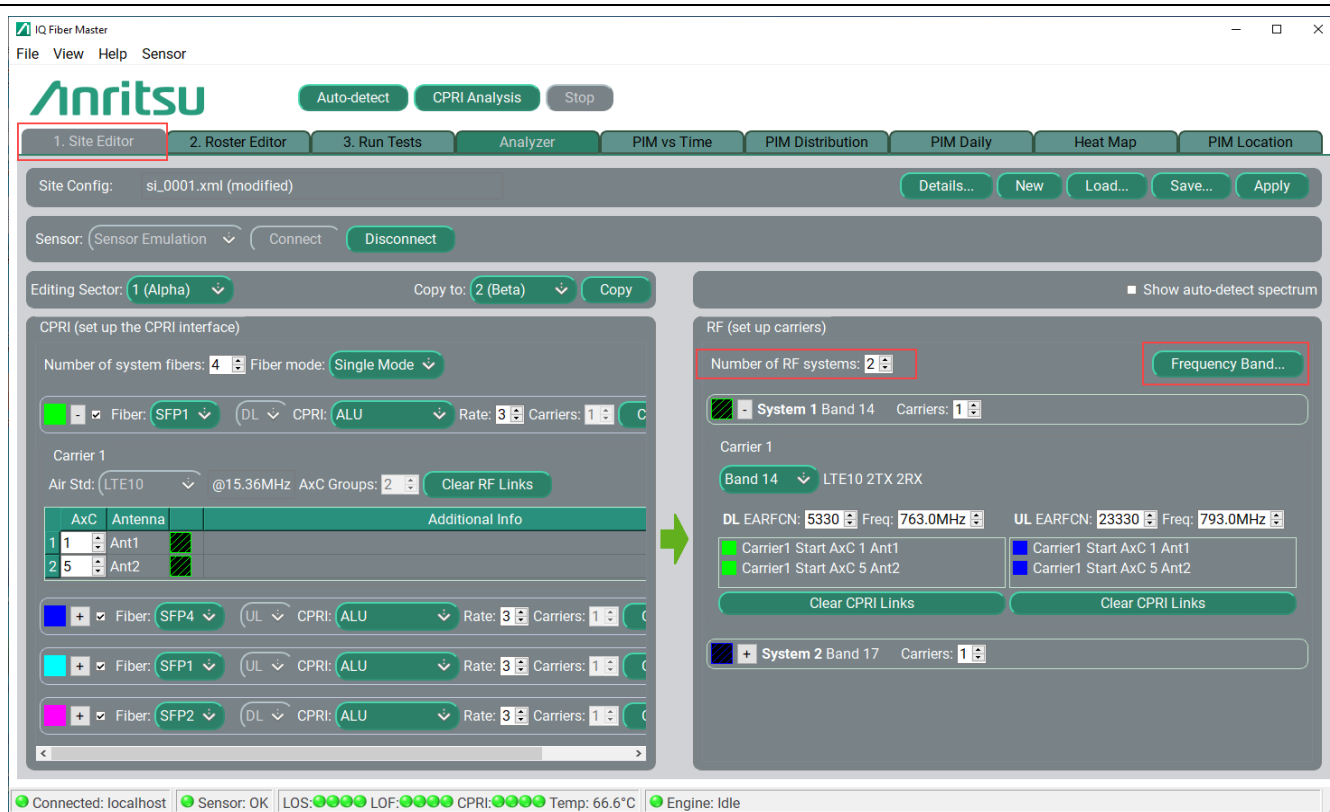 IQ Fiber Master
File View Help Sensor
Anritsu
Auto-detect CPRI Analysis Stop
1. Site Editor 2. Roster Editor 3. Run Tests Analyzer PIM vs Time PIM Distribution PIM Daily Heat Map PIM Location
Site Config: si_0001.xml (modified) Details... New Load... Save... Apply
Sensor: Sensor Emulation Connect Disconnect
Editing Sector: 1 (Alpha) Copy to: 2 (Beta) Copy
Show auto-detect spectrum
CPRI (set up the CPRI interface)
Number of system fibers: 4 Fiber mode: Single Mode
- Fiber: SFP1 DL CPRI: ALU Rate: 3 Carriers: 1 C
Carrier 1
Air Std: LTE10 @15.36MHz AxC Groups: 2 Clear RF Links
AxC Antenna Additional Info
1 1 Ant1
2 5 Ant2
+ Fiber: SFP4 UL CPRI: ALU Rate: 3 Carriers: 1
+ Fiber: SFP1 UL CPRI: ALU Rate: 3 Carriers: 1
+ Fiber: SFP2 DL CPRI: ALU Rate: 3 Carriers: 1
RF (set up carriers)
Number of RF systems: 2 Frequency Band...
- System 1 Band 14 Carriers: 1
Carrier 1
Band 14 LTE10 2TX 2RX
DL EARFCN: 5330 Freq: 763.0MHz UL EARFCN: 23330 Freq: 793.0MHz
Carrier1 Start AxC 1 Ant1 Carrier1 Start AxC 1 Ant1
Carrier1 Start AxC 5 Ant2 Carrier1 Start AxC 5 Ant2
Clear CPRI Links Clear CPRI Links
+ System 2 Band 17 Carriers: 1
Connected: localhost Sensor: OK LOS: LOF: CPRI: Temp: 66.6°C Engine: Idle